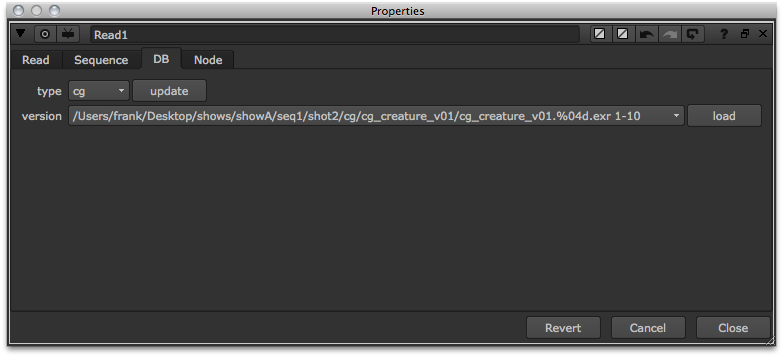 Properties
Read1 ?
Read Sequence DB Node
type cg update
version /Users/frank/Desktop/shows/showA/seq1/shot2/cg/cg_creature_v01/cg_creature_v01.%04d.exr 1-10 load
Revert Cancel Close